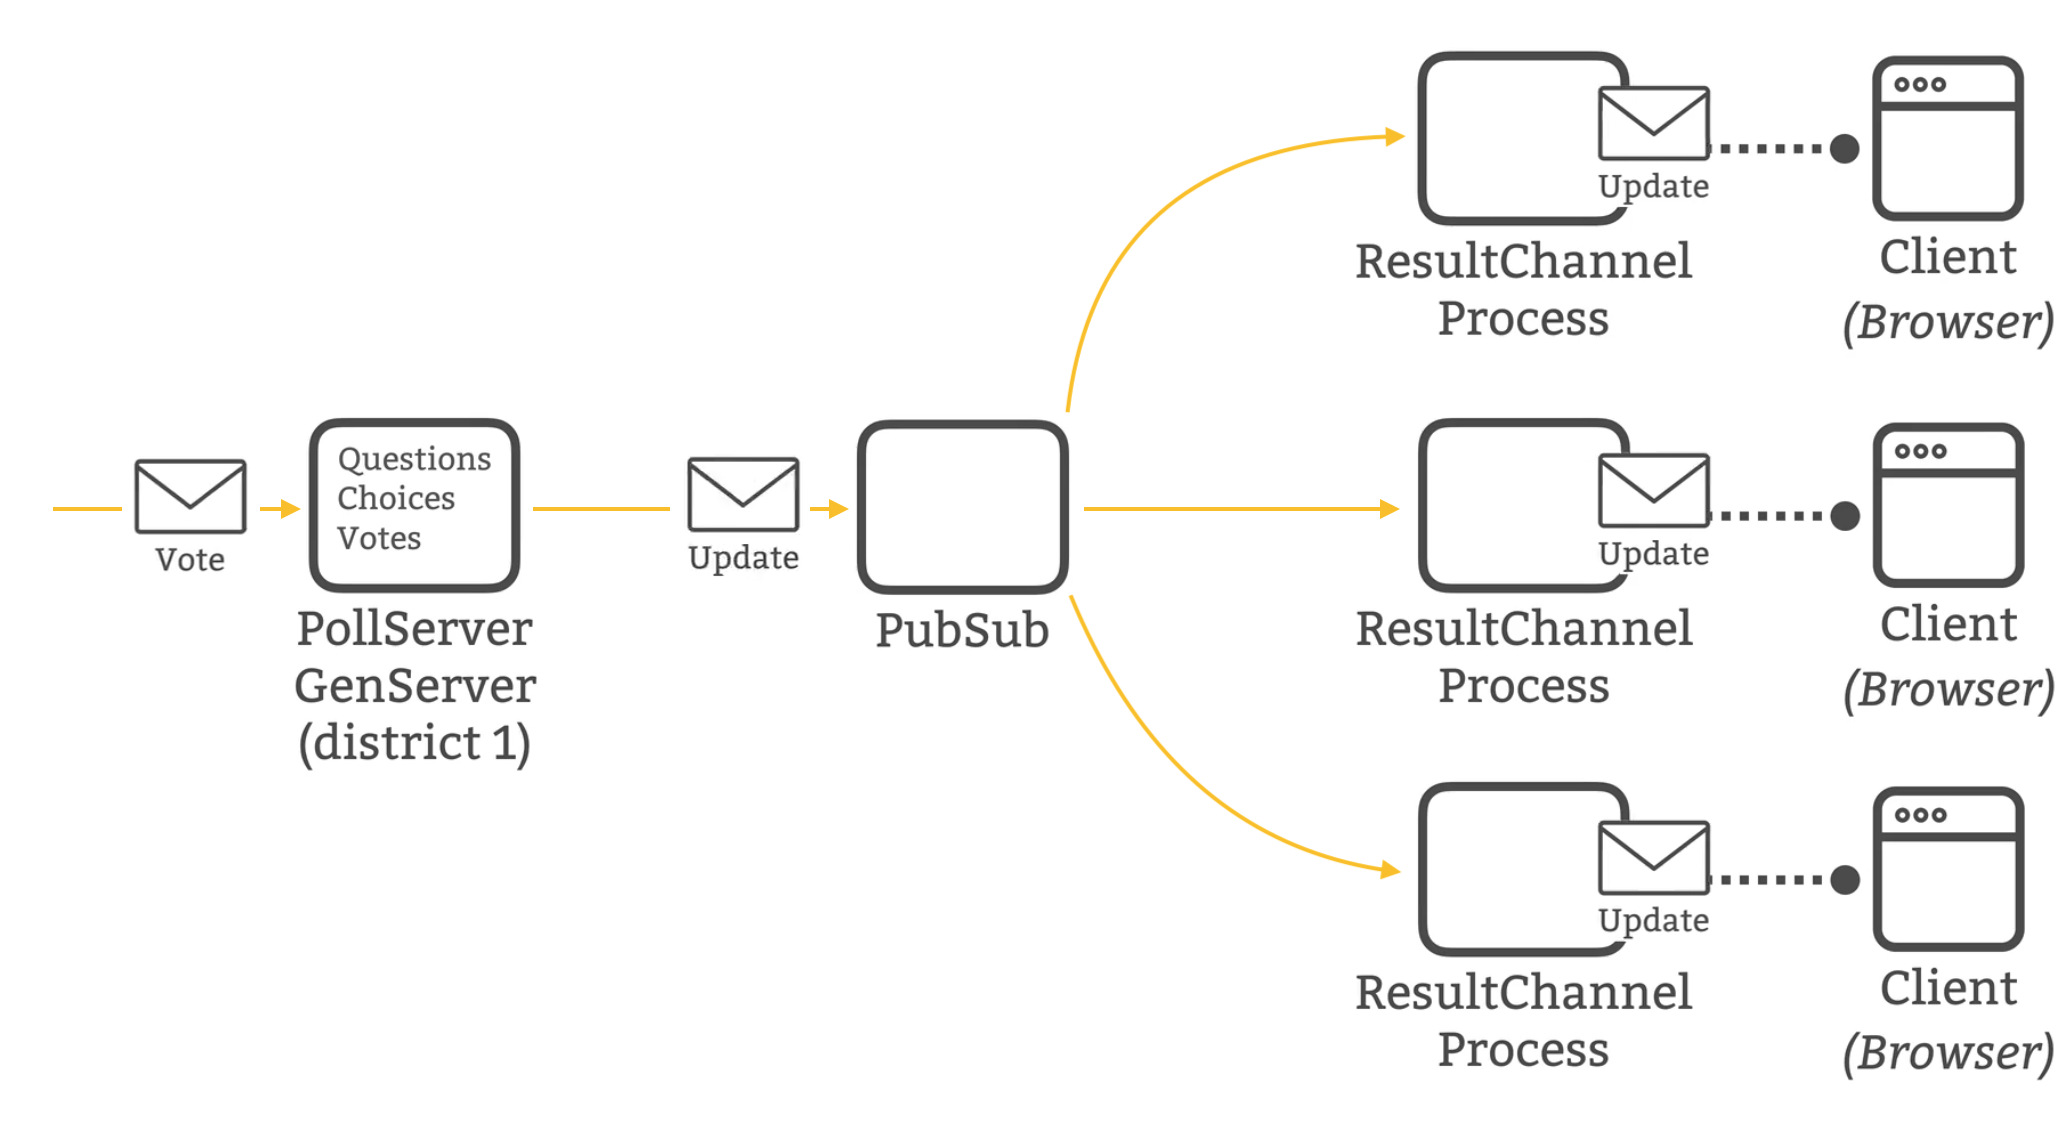 Vote
Questions
Choices
Votes
PollServer
GenServer
(district 1)
Update
PubSub
Update
ResultChannel
Process
Client
(Browser)
Update
ResultChannel
Process
Client
(Browser)
Update
ResultChannel
Process
Client
(Browser)